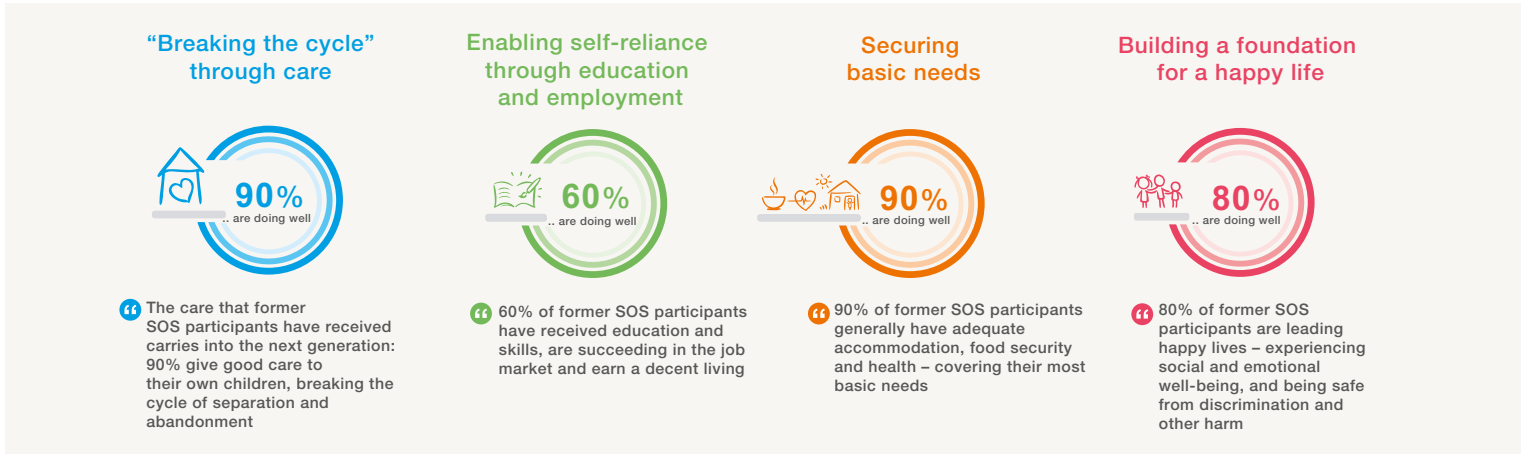 “Breaking the cycle”
through care
90%
.. are doing well
The care that former
SOS participants have received
carries into the next generation:
90% give good care to
their own children, breaking the
cycle of separation and
abandonment
Enabling self-reliance
through education
and employment
60%
.. are doing well
60% of former SOS participants
have received education and
skills, are succeeding in the job
market and earn a decent living
Securing
basic needs
90%
.. are doing well
90% of former SOS participants
generally have adequate
accommodation, food security
and health – covering their most
basic needs
Building a foundation
for a happy life
80%
.. are doing well
80% of former SOS
participants are leading
happy lives – experiencing
social and emotional
well-being, and being safe
from discrimination and
other harm